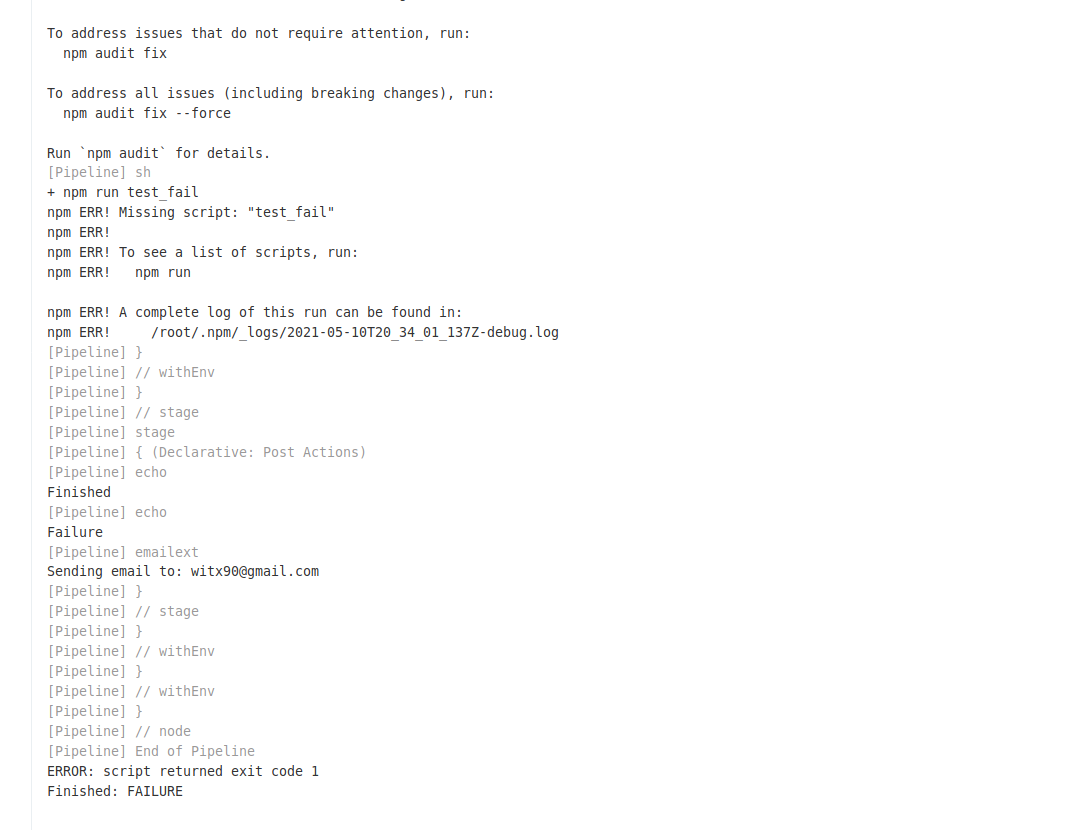 To address issues that do not require attention, run:
  npm audit fix

To address all issues (including breaking changes), run:
  npm audit fix --force

Run `npm audit` for details.
[Pipeline] sh
+ npm run test_fail
npm ERR! Missing script: "test_fail"
npm ERR!
npm ERR! To see a list of scripts, run:
npm ERR!   npm run

npm ERR! A complete log of this run can be found in:
npm ERR!     /root/.npm/_logs/2021-05-10T20_34_01_137Z-debug.log
[Pipeline] }
[Pipeline] // withEnv
[Pipeline] }
[Pipeline] // stage
[Pipeline] stage
[Pipeline] { (Declarative: Post Actions)
[Pipeline] echo
Finished
[Pipeline] echo
Failure
[Pipeline] emailext
Sending email to: witx90@gmail.com
[Pipeline] }
[Pipeline] // stage
[Pipeline] }
[Pipeline] // withEnv
[Pipeline] }
[Pipeline] // withEnv
[Pipeline] }
[Pipeline] // node
[Pipeline] End of Pipeline
ERROR: script returned exit code 1
Finished: FAILURE